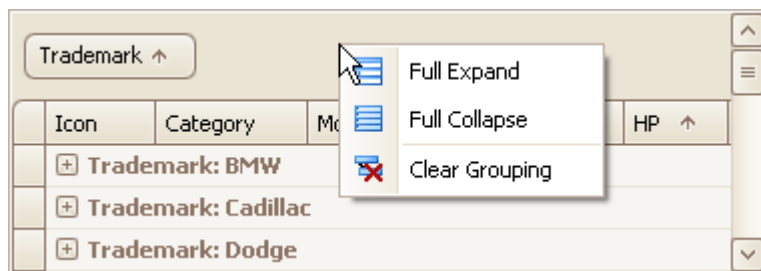 Trademark
Full Expand
Full Collapse
Clear Grouping
Icon Category HP
Trademark: BMW
Trademark: Cadillac
Trademark: Dodge